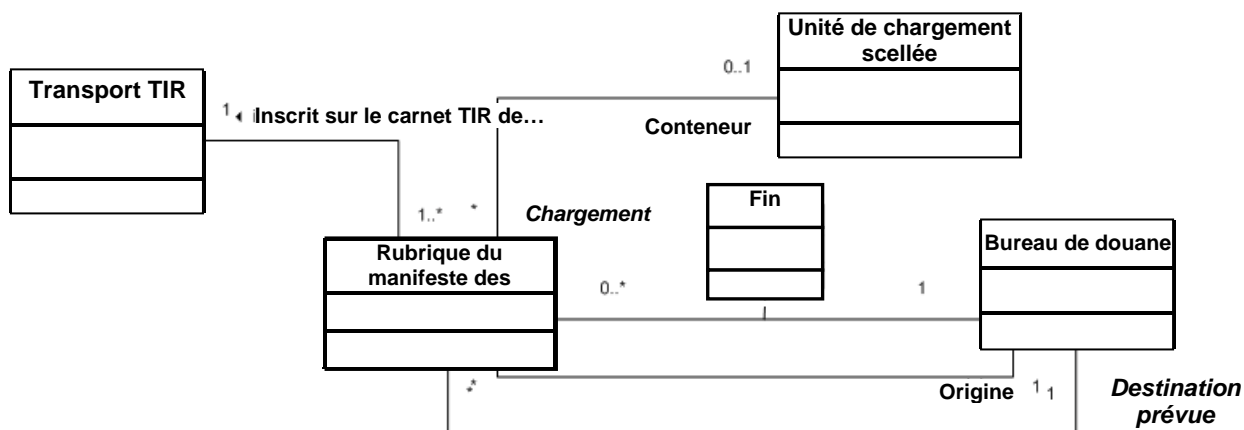 Unité de chargement
scellée
0..1
Transport TIR
1
Inscrit sur le carnet TIR de…
Conteneur
1..*
*
Chargement
Fin
Rubrique du
manifeste des
Bureau de douane
0..*
1
*
Origine
1
1
Destination
prévue